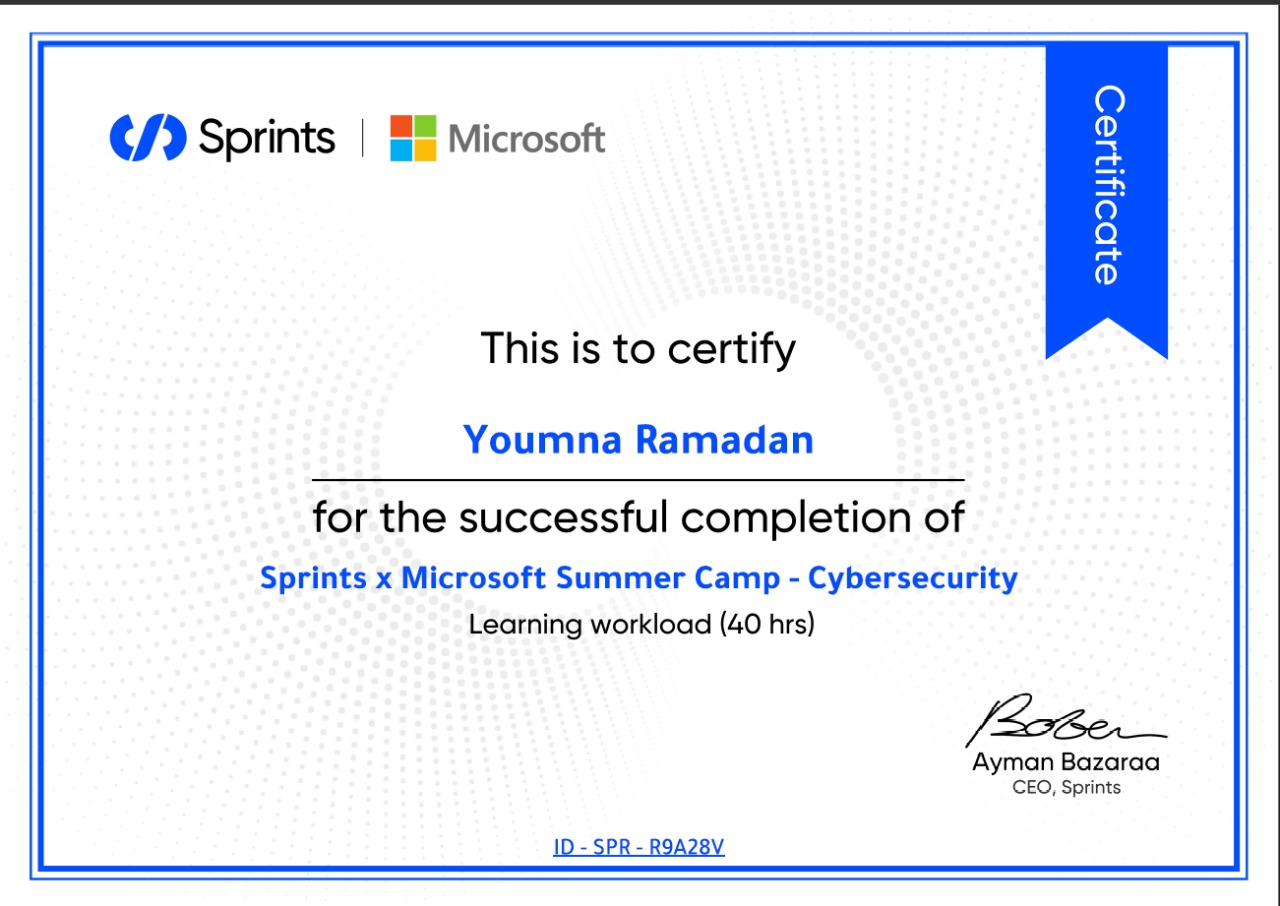 Sprints | Microsoft
Certificate
This is to certify
Youmna Ramadan
for the successful completion of
Sprints x Microsoft Summer Camp - Cybersecurity
Learning workload (40 hrs)
Ayman Bazaraa
CEO, Sprints
ID - SPR - R9A28V